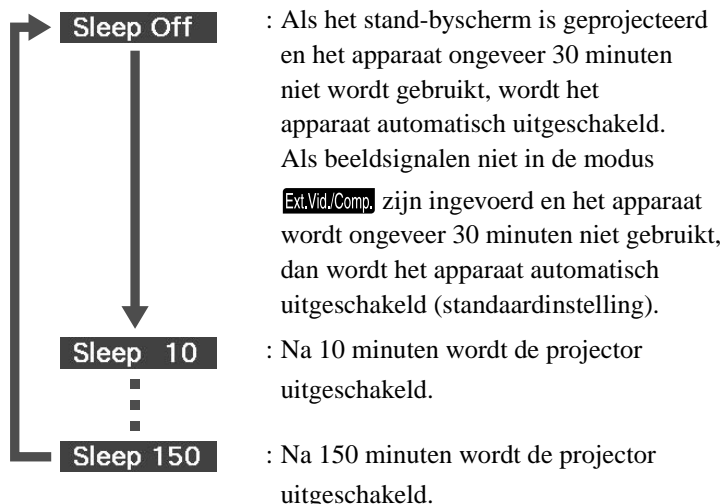 Sleep Off : Als het stand-byscherm is geprojecteerd
en het apparaat ongeveer 30 minuten
niet wordt gebruikt, wordt het
apparaat automatisch uitgeschakeld.
Als beeldsignalen niet in de modus
Ext.Vid./Comp. zijn ingevoerd en het apparaat
wordt ongeveer 30 minuten niet gebruikt,
dan wordt het apparaat automatisch
uitgeschakeld (standaardinstelling).
Sleep 10 : Na 10 minuten wordt de projector
uitgeschakeld.
Sleep 150 : Na 150 minuten wordt de projector
uitgeschakeld.